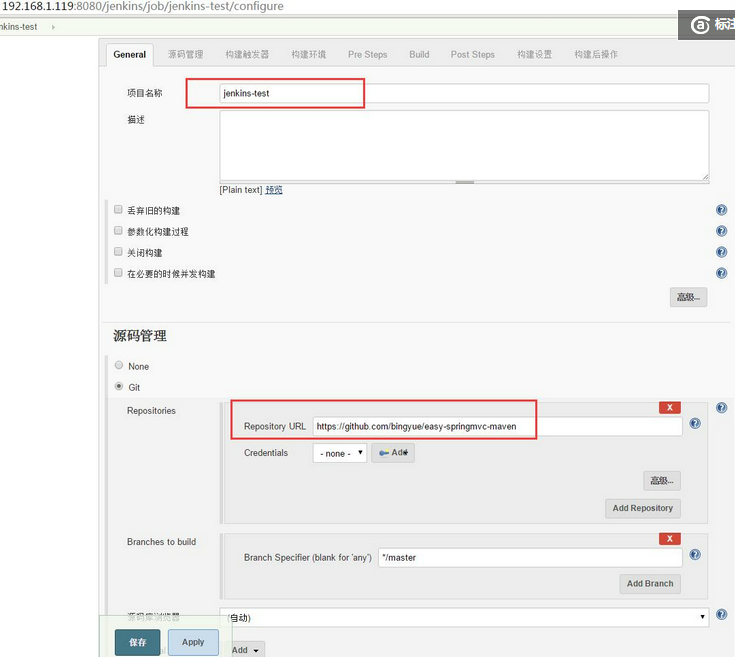 192.168.1.119:8080/jenkins/job/jenkins-test/configure
标注
nkins-test
General 源码管理 构建触发器 构建环境 Pre Steps Build Post Steps 构建设置 构建后操作
项目名称 jenkins-test
描述
[Plain text] 预览
丢弃旧的构建
参数化构建过程
关闭构建
在必要的时候并发构建
高级...
源码管理
None
Git
Repositories
X
Repository URL https://github.com/bingyue/easy-springmvc-maven
Credentials - none - Add
高级...
Add Repository
Branches to build
X
Branch Specifier (blank for 'any') */master
Add Branch
源码库浏览器 (自动)
保存 Apply Add